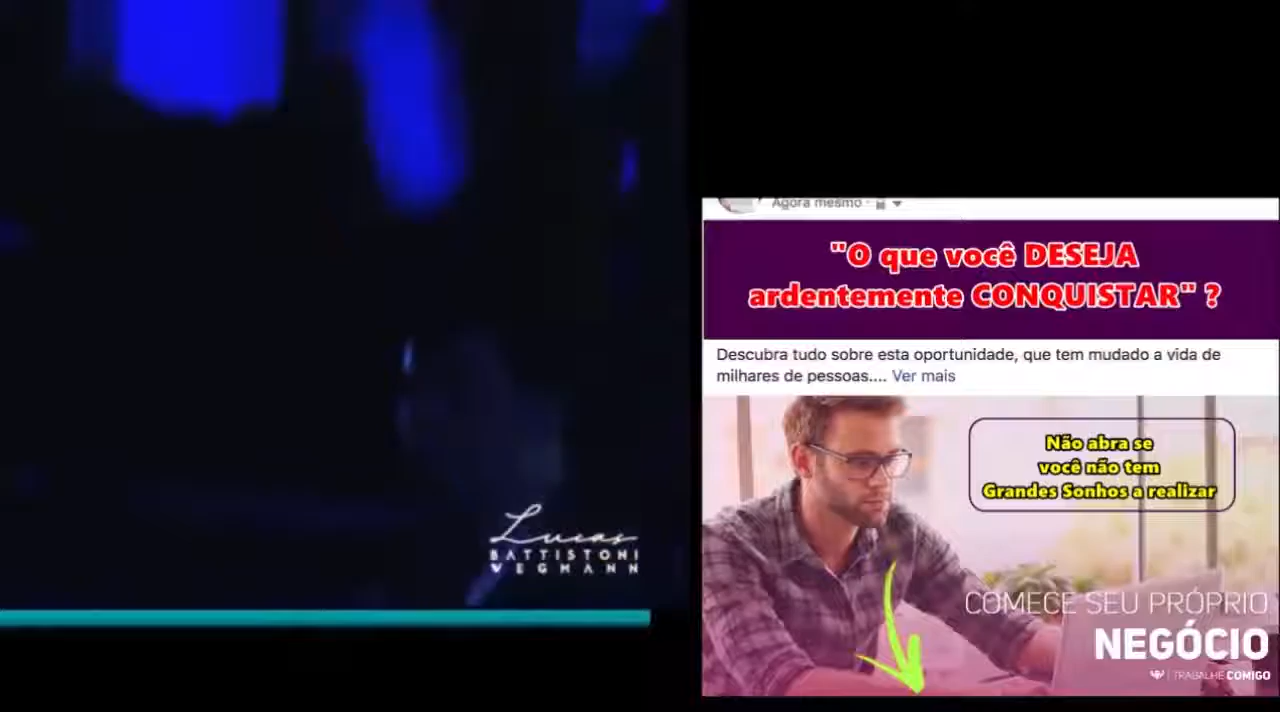 Lucas
BATTISTONI
WEGMANN
Agora mesmo ·
"O que você DESEJA
ardentemente CONQUISTAR" ?
Descubra tudo sobre esta oportunidade, que tem mudado a vida de
milhares de pessoas.... Ver mais
Não abra se
você não tem
Grandes Sonhos a realizar
COMECE SEU PRÓPRIO
NEGÓCIO
TRABALHE COMIGO